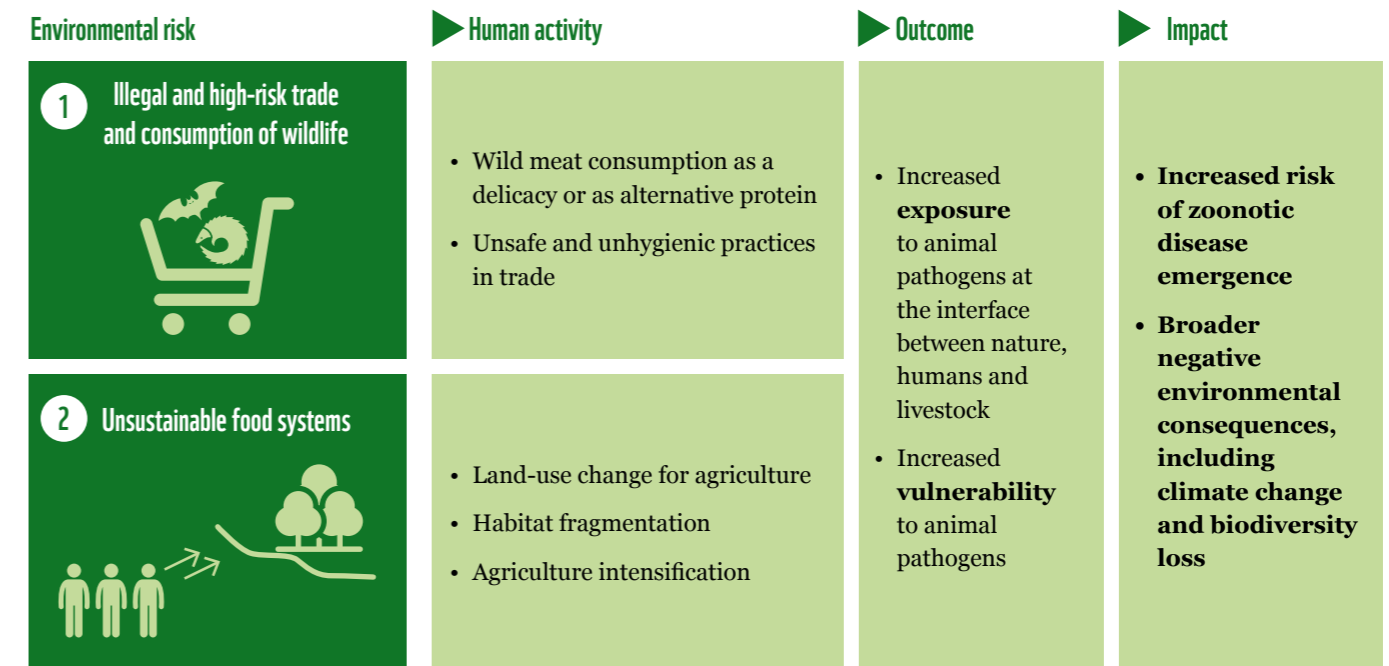 Environmental risk
Human activity
Outcome
Impact
1
Illegal and high-risk trade
and consumption of wildlife
• Wild meat consumption as a
delicacy or as alternative protein
• Unsafe and unhygienic practices
in trade
2
Unsustainable food systems
• Land-use change for agriculture
• Habitat fragmentation
• Agriculture intensification
• Increased
exposure
to animal
pathogens at
the interface
between nature,
humans and
livestock
• Increased
vulnerability
to animal
pathogens
• Increased risk
of zoonotic
disease
emergence
• Broader
negative
environmental
consequences,
including
climate change
and biodiversity
loss